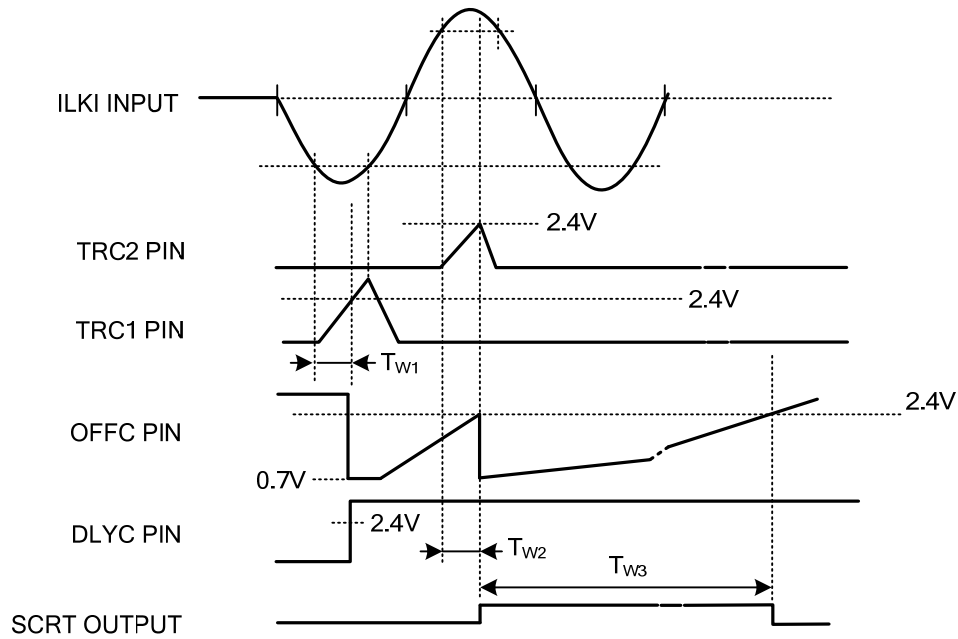 ILKI INPUT
2.4V
TRC2 PIN
2.4V
TRC1 PIN
TW1
2.4V
OFFC PIN
0.7V
2.4V
DLYC PIN
TW2
TW3
SCRT OUTPUT